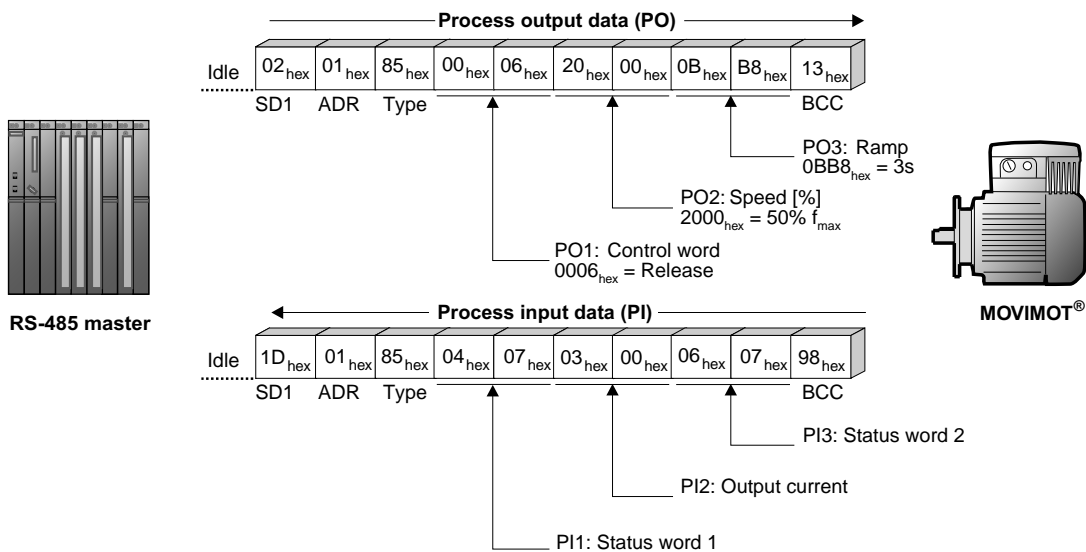 Process output data (PO)
Idle 02hex 01hex 85hex 00hex 06hex 20hex 00hex 0Bhex B8hex 13hex
SD1 ADR Type BCC
PO3: Ramp
0BB8hex = 3s
PO2: Speed [%]
2000hex = 50% fmax
PO1: Control word
0006hex = Release
RS-485 master
MOVIMOT®
Process input data (PI)
Idle 1Dhex 01hex 85hex 04hex 07hex 03hex 00hex 06hex 07hex 98hex
SD1 ADR Type BCC
PI3: Status word 2
PI2: Output current
PI1: Status word 1